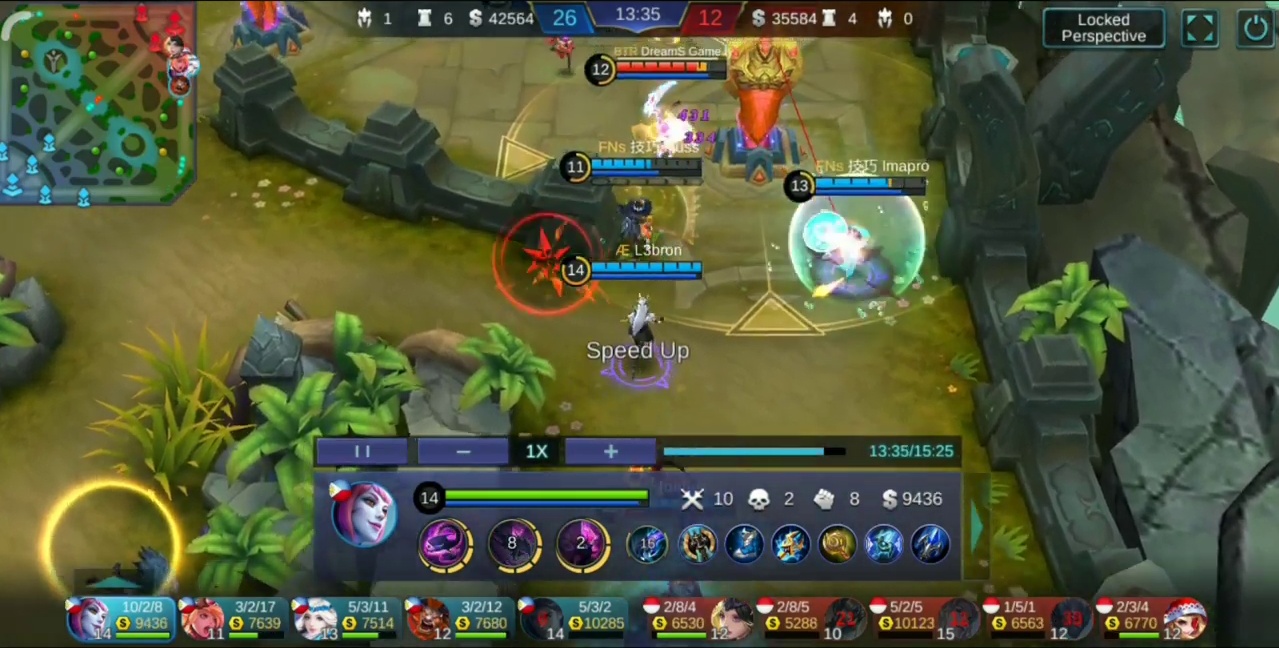 1 6 $ 42564 26 13:35 12 $ 35584 4 0
Locked
Perspective
BTR DreamS Game
12
431
334
FNs 技巧
11
FNs 技巧 Imapro
13
Æ L3bron
14
Speed Up
1X
13:35/15:25
14 10 2 8 $ 9436
8 2 16
10/2/8 3/2/17 5/3/11 3/2/12 5/3/2 2/8/4 2/8/5 5/2/5 1/5/1 2/3/4
9436 7639 7514 7680 10285 6530 5288 10123 6563 6770
14 11 13 12 14 12 10 15 12 12